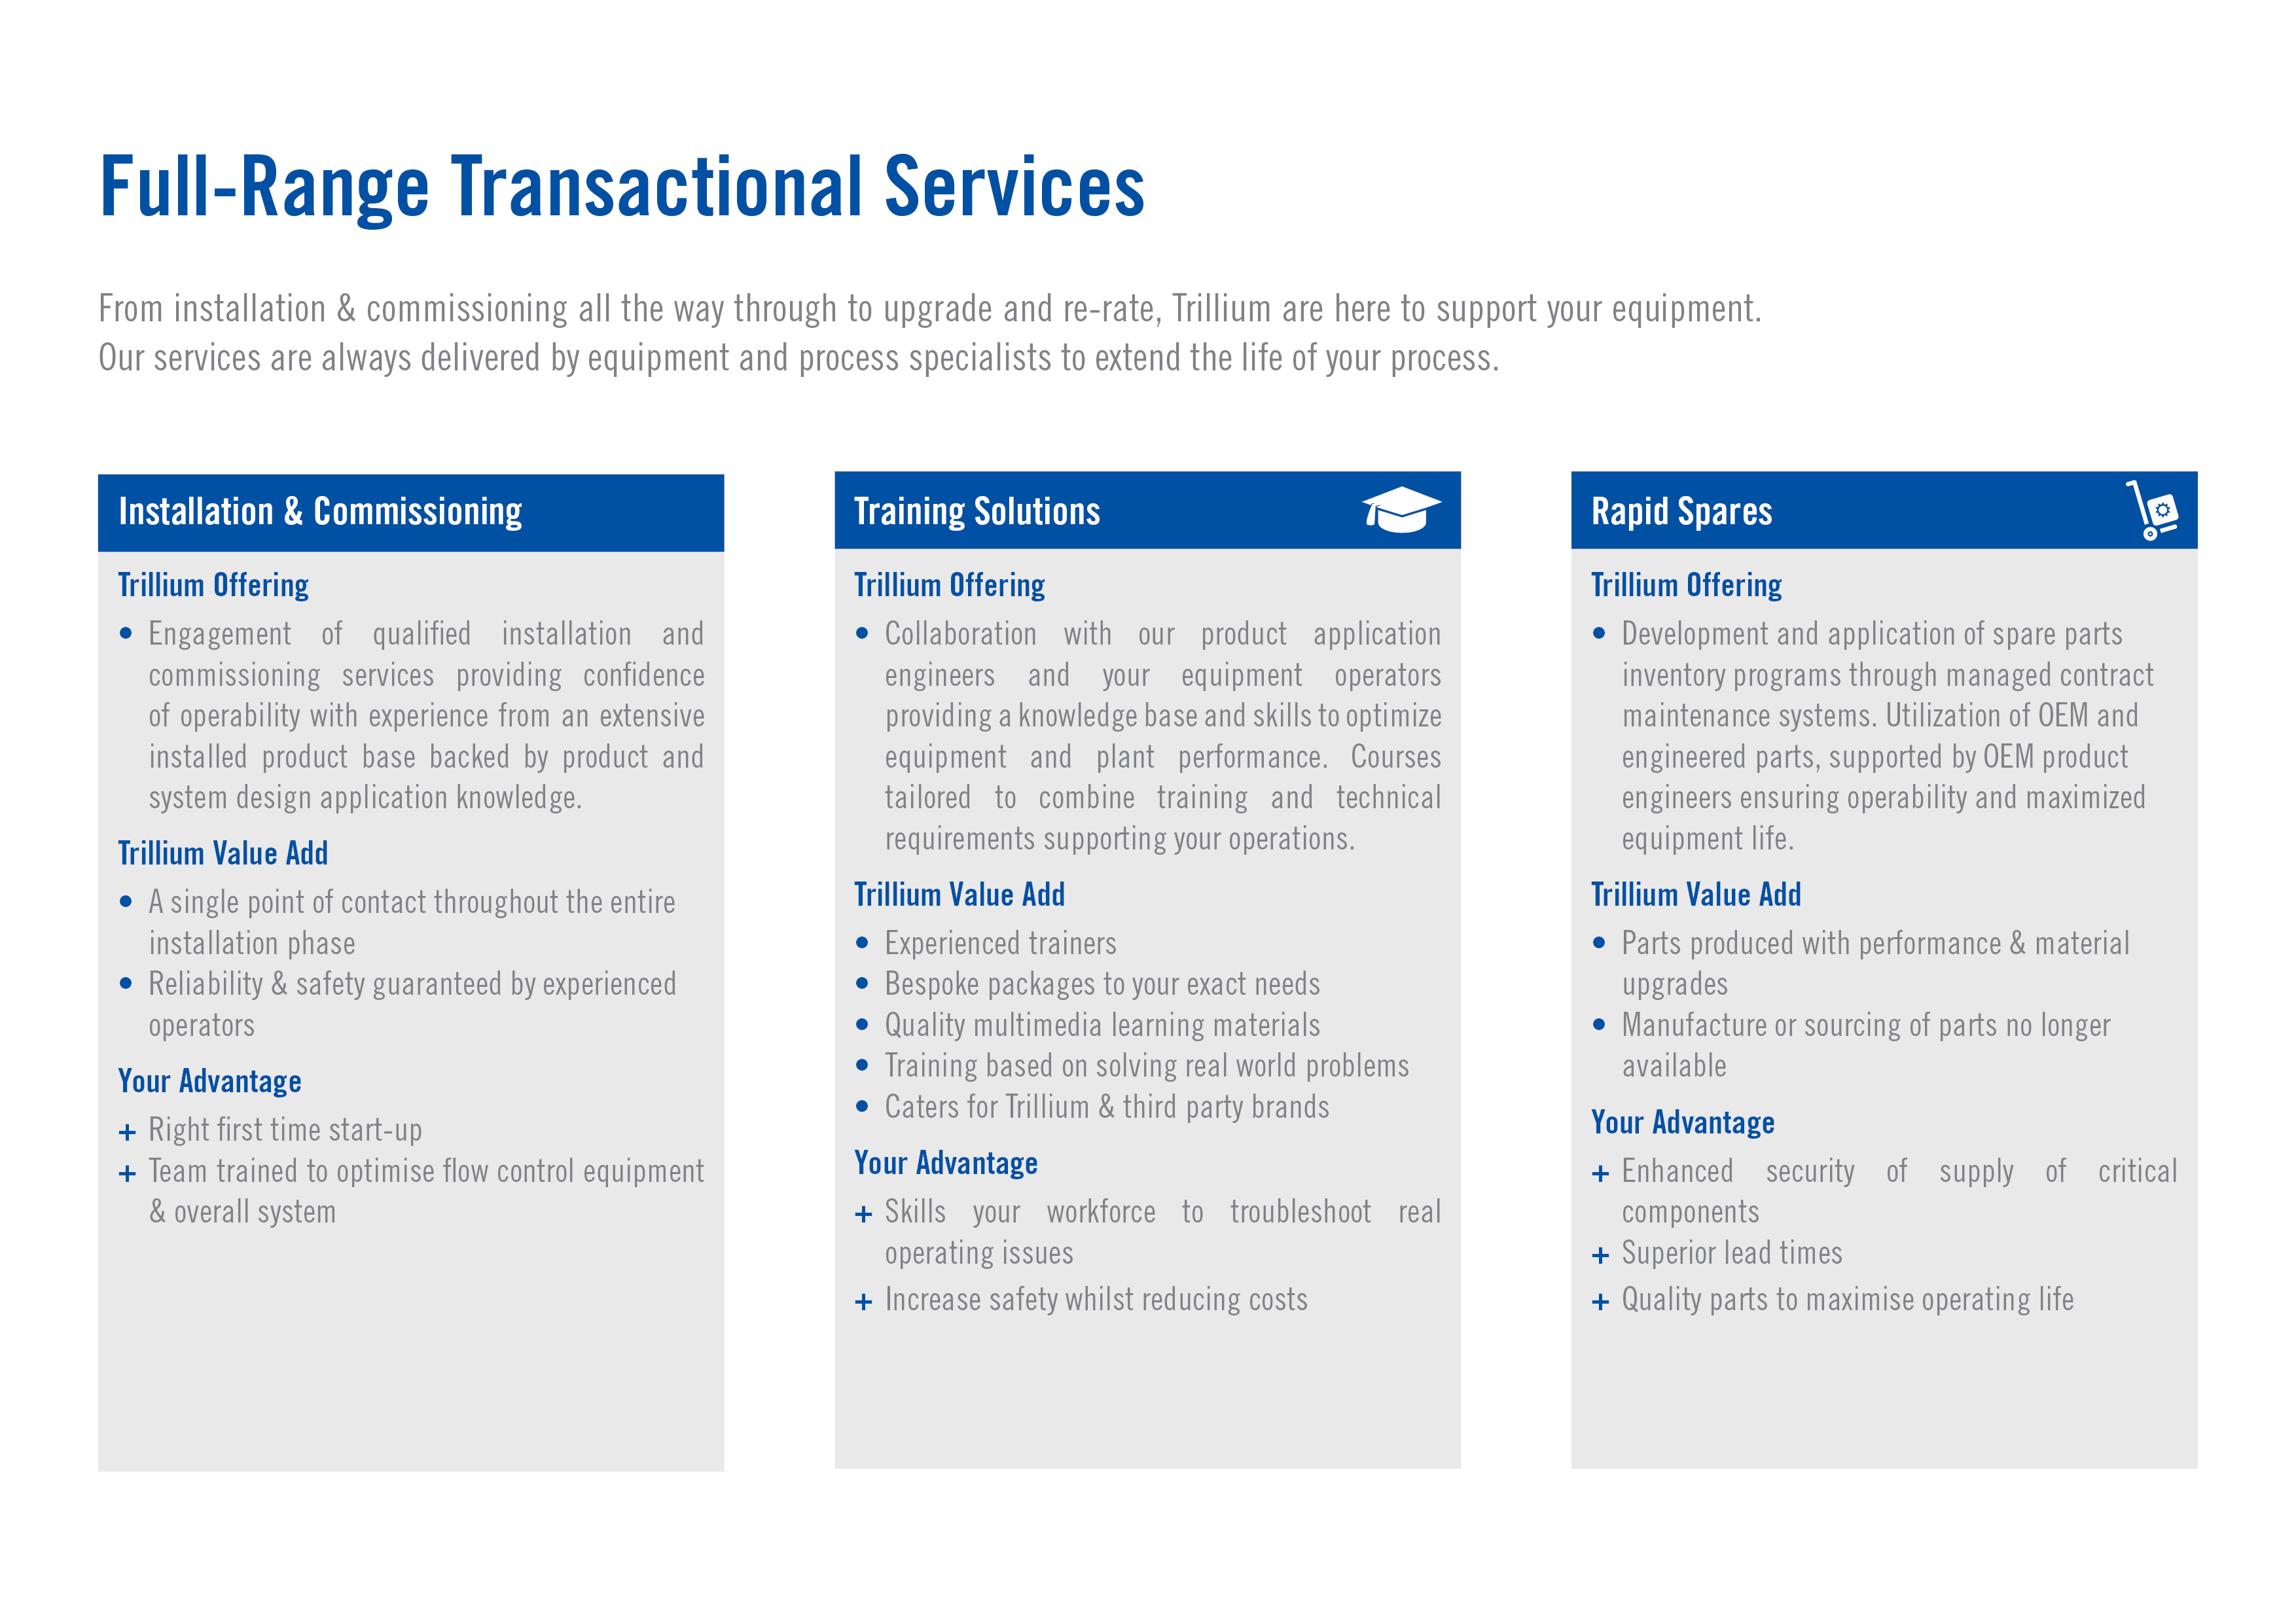 Full-Range Transactional Services
From installation & commissioning all the way through to upgrade and re-rate, Trillium are here to support your equipment.
Our services are always delivered by equipment and process specialists to extend the life of your process.
Installation & Commissioning
Trillium Offering
• Engagement of qualified installation and
commissioning services providing confidence
of operability with experience from an extensive
installed product base backed by product and
system design application knowledge.
Trillium Value Add
• A single point of contact throughout the entire
installation phase
• Reliability & safety guaranteed by experienced
operators
Your Advantage
+ Right first time start-up
+ Team trained to optimise flow control equipment
& overall system
Training Solutions
Trillium Offering
• Collaboration with our product application
engineers and your equipment operators
providing a knowledge base and skills to optimize
equipment and plant performance. Courses
tailored to combine training and technical
requirements supporting your operations.
Trillium Value Add
• Experienced trainers
• Bespoke packages to your exact needs
• Quality multimedia learning materials
• Training based on solving real world problems
• Caters for Trillium & third party brands
Your Advantage
+ Skills your workforce to troubleshoot real
operating issues
+ Increase safety whilst reducing costs
Rapid Spares
Trillium Offering
• Development and application of spare parts
inventory programs through managed contract
maintenance systems. Utilization of OEM and
engineered parts, supported by OEM product
engineers ensuring operability and maximized
equipment life.
Trillium Value Add
• Parts produced with performance & material
upgrades
• Manufacture or sourcing of parts no longer
available
Your Advantage
+ Enhanced security of supply of critical
components
+ Superior lead times
+ Quality parts to maximise operating life